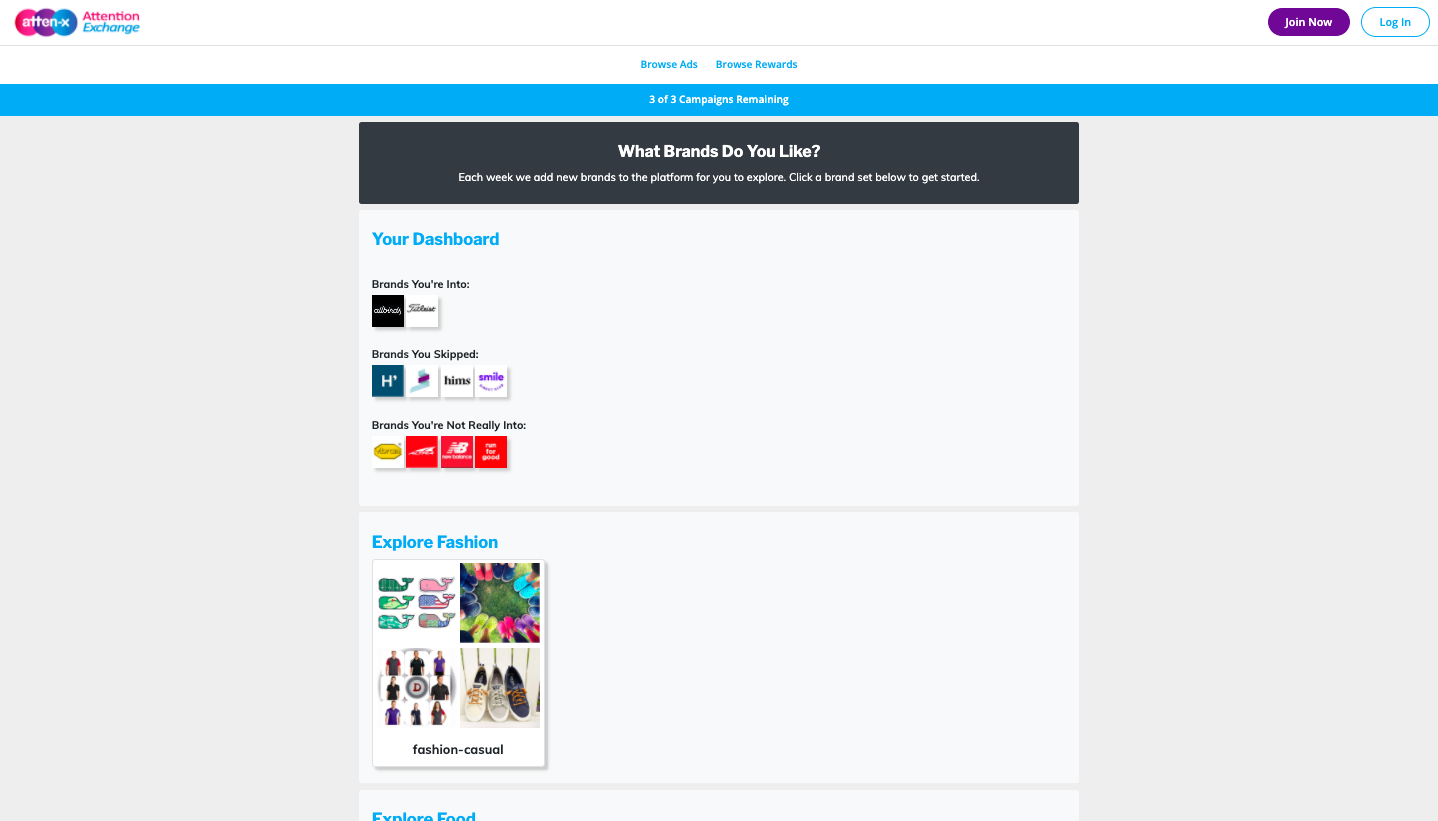 atten-x Attention
Exchange
Join Now
Log In
Browse Ads Browse Rewards
3 of 3 Campaigns Remaining
What Brands Do You Like?
Each week we add new brands to the platform for you to explore. Click a brand set below to get started.
Your Dashboard
Brands You're Into:
allbirds
Titleist
Brands You Skipped:
H'
hims
smile
DIRECT CLUB
Brands You're Not Really Into:
vibram
new balance
run
for
good
Explore Fashion
D
fashion-casual
Explore Food